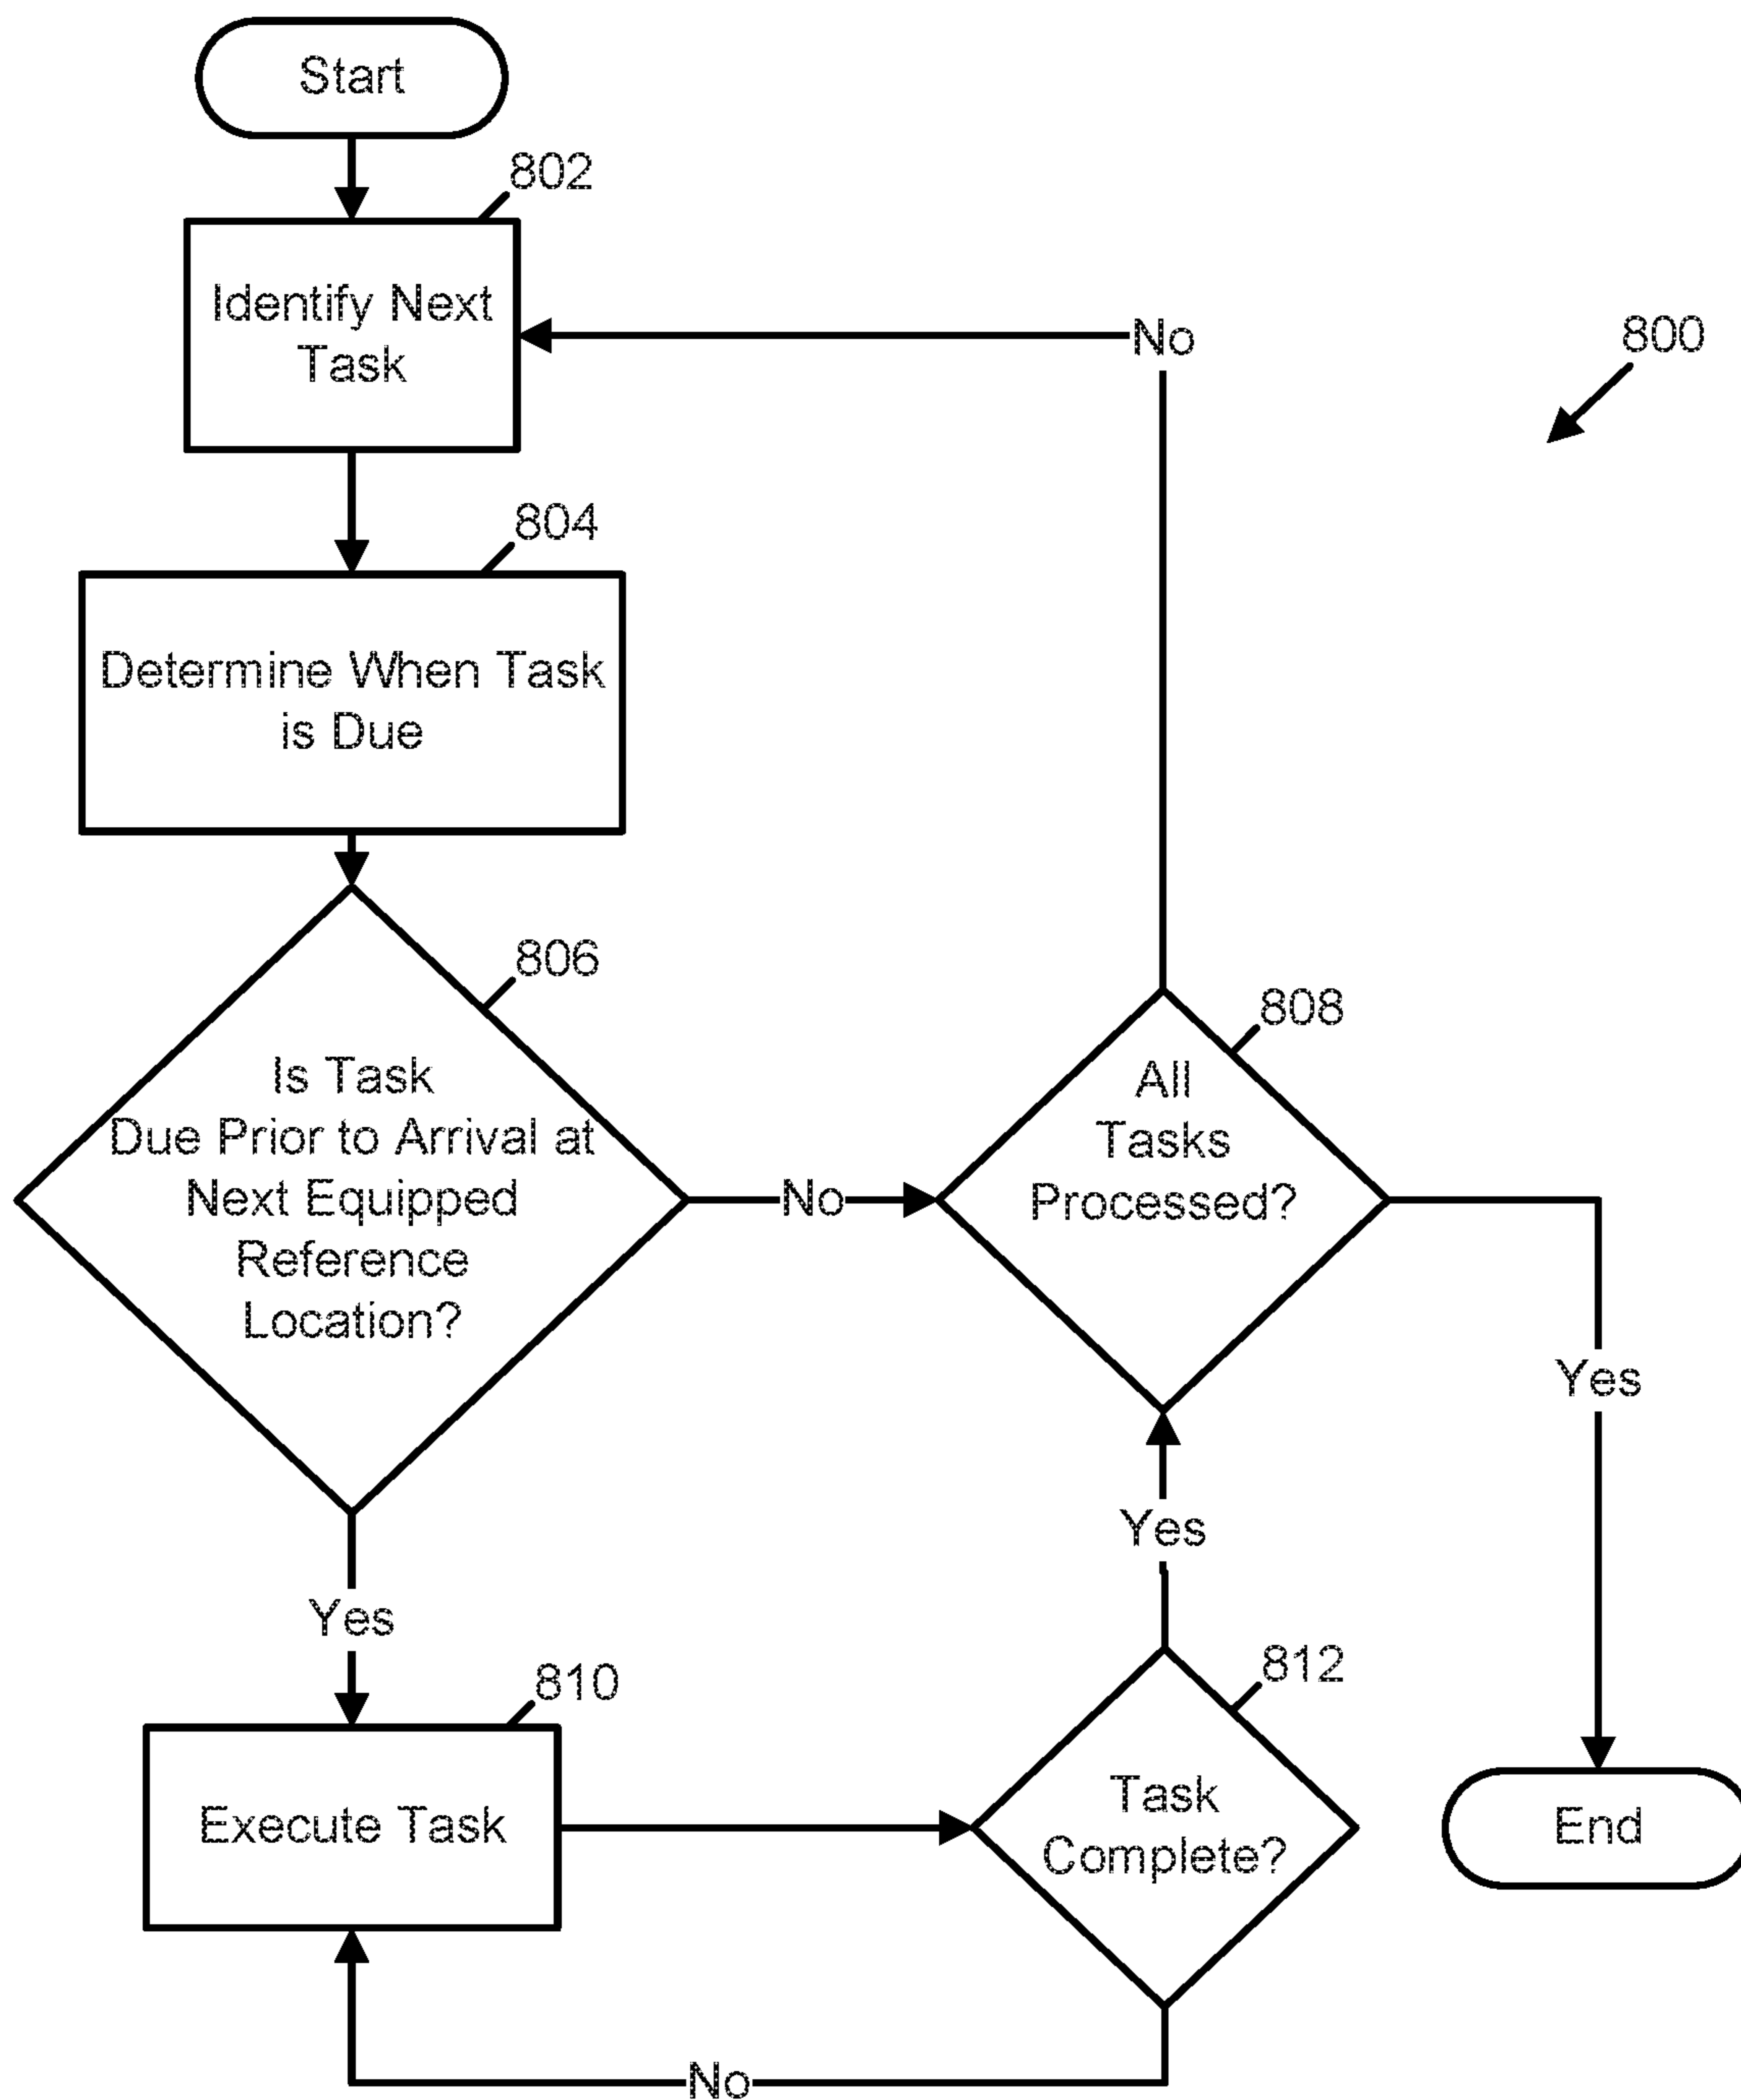 Start
802
Identify Next
Task
No
800
804
Determine When Task
is Due
806
Is Task
Due Prior to Arrival at
Next Equipped
Reference
Location?
No
808
All
Tasks
Processed?
Yes
Yes
Yes
810
Execute Task
812
Task
Complete?
End
No